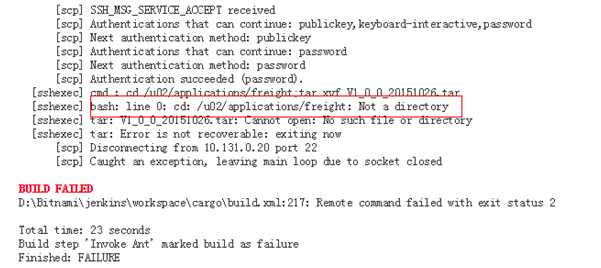 [scp] SSH_MSG_SERVICE_ACCEPT received
[scp] Authentications that can continue: publickey,keyboard-interactive,password
[scp] Next authentication method: publickey
[scp] Authentications that can continue: password
[scp] Next authentication method: password
[scp] Authentication succeeded (password).
[sshexec] cmd : cd /u02/applications/freight;tar xvf V1_0_0_20151026.tar
[sshexec] bash: line 0: cd: /u02/applications/freight: Not a directory
[sshexec] tar: V1_0_0_20151026.tar: Cannot open: No such file or directory
[sshexec] tar: Error is not recoverable: exiting now
[scp] Disconnecting from 10.131.0.20 port 22
[scp] Caught an exception, leaving main loop due to socket closed
BUILD FAILED
D:\Bitnami\jenkins\workspace\cargo\build.xml:217: Remote command failed with exit status 2
Total time: 23 seconds
Build step 'Invoke Ant' marked build as failure
Finished: FAILURE